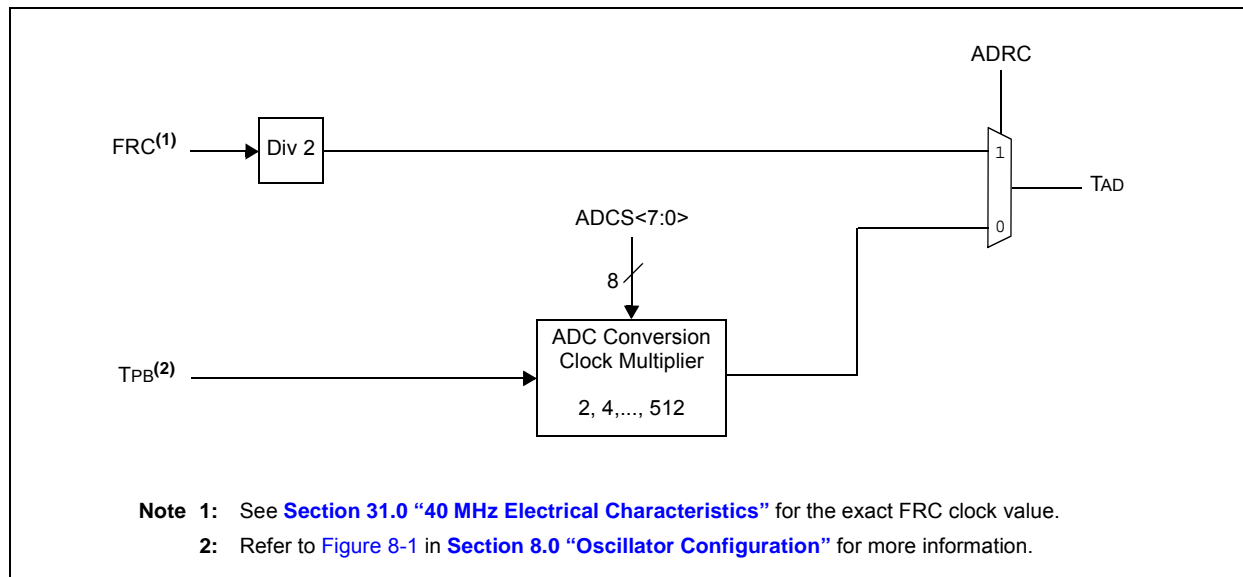 ADRC
FRC(1)
Div 2
1
TAD
ADCS<7:0>
0
8
ADC Conversion
Clock Multiplier
TPB(2)
2, 4,..., 512
Note 1: See Section 31.0 “40 MHz Electrical Characteristics” for the exact FRC clock value.
2: Refer to Figure 8-1 in Section 8.0 “Oscillator Configuration” for more information.